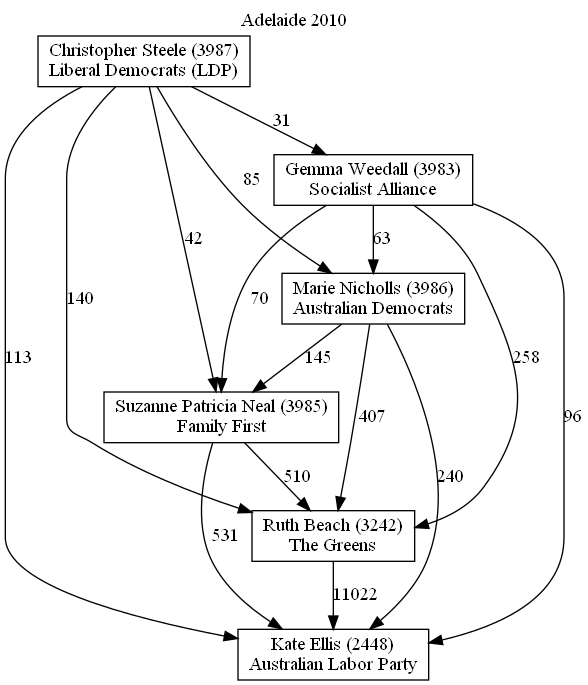 Adelaide 2010
Christopher Steele (3987)
Liberal Democrats (LDP)
31
Gemma Weedall (3983)
Socialist Alliance
85
42
63
Marie Nicholls (3986)
Australian Democrats
140
70
113
145
258
96
Suzanne Patricia Neal (3985)
Family First
407
510
240
531
Ruth Beach (3242)
The Greens
11022
Kate Ellis (2448)
Australian Labor Party